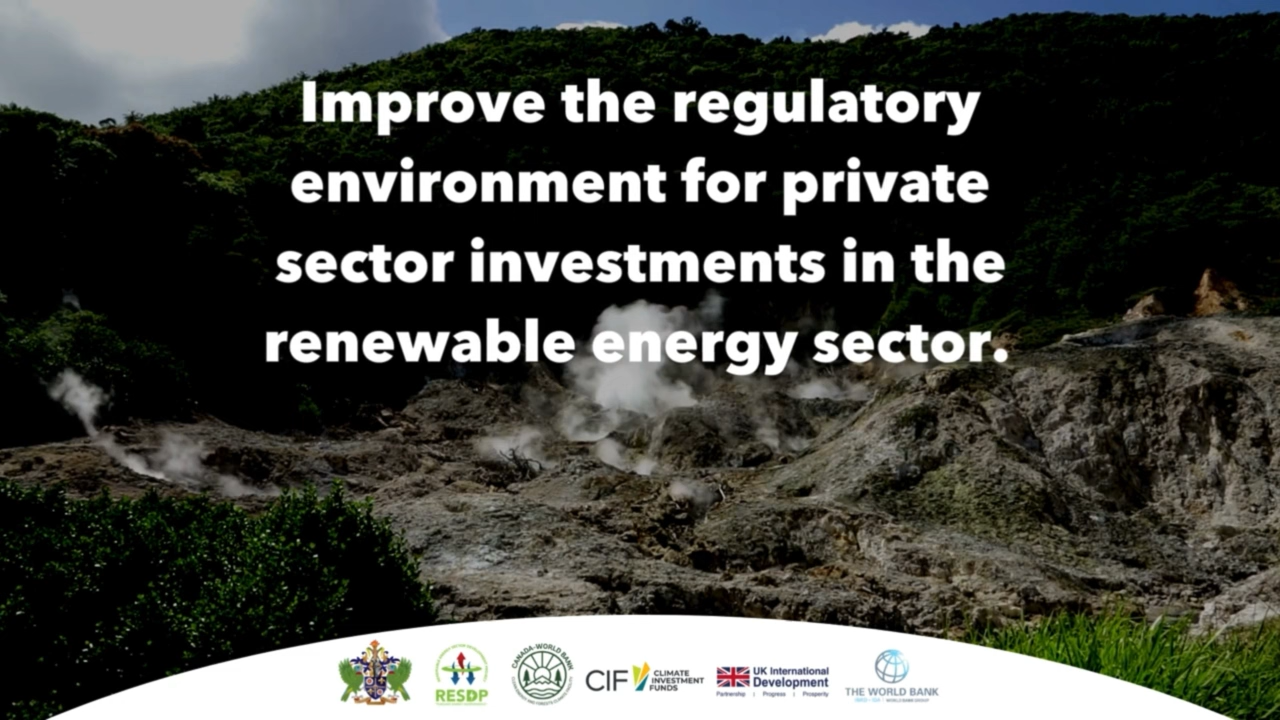 Improve the regulatory
environment for private
sector investments in the
renewable energy sector.
RESDP
CANADA-WORLD BANK
CIF CLIMATE
INVESTMENT
FUNDS
UK International
Development
Partnership | Progress | Prosperity
THE WORLD BANK